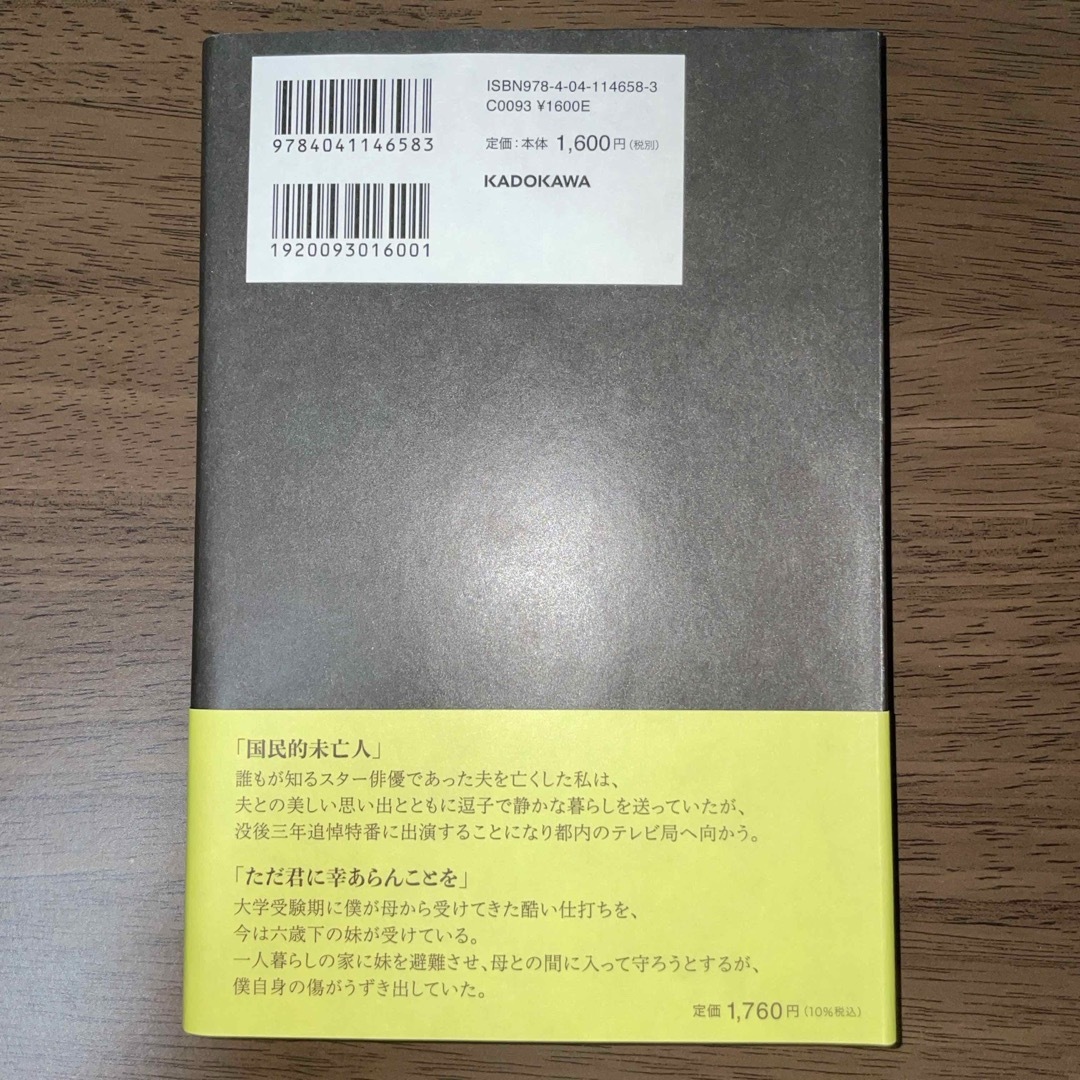 ISBN978-4-04-114658-3
C0093 ¥1600E
9784041146583
定価:本体 1,600円(税別)
KADOKAWA
1920093016001
「国民的未亡人」
誰もが知るスター俳優であった夫を亡くした私は、
夫との美しい思い出とともに逗子で静かな暮らしを送っていたが、
没後三年追悼特番に出演することになり都内のテレビ局へ向かう。
「ただ君に幸あらんことを」
大学受験期に僕が母から受けてきた酷い仕打ちを、
今は六歳下の妹が受けている。
一人暮らしの家に妹を避難させ、母との間に入って守ろうとするが、
僕自身の傷がうずき出していた。
定価 1,760円(10%税込)